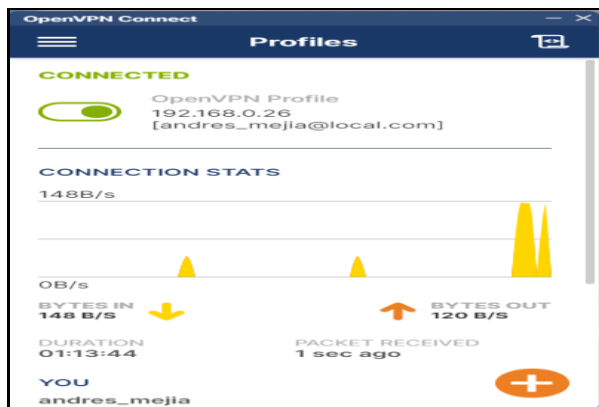 OpenVPN Connect
Profiles
CONNECTED
OpenVPN Profile
192.168.0.26
[andres_mejia@local.com]
CONNECTION STATS
148B/s
0B/s
BYTES IN
148 B/S
BYTES OUT
120 B/S
DURATION
01:13:44
PACKET RECEIVED
1 sec ago
YOU
andres_mejia